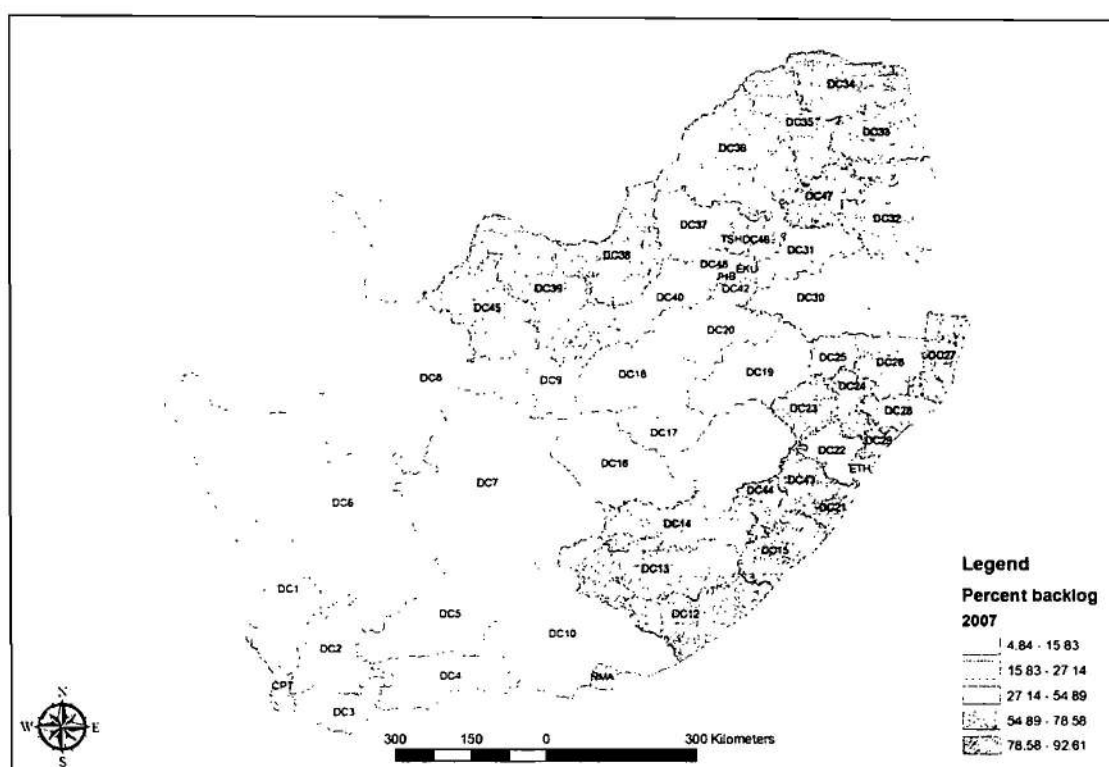 DC34
DC35
DC33
DC36
DC47
DC32
DC37
TSH DC46
DC31
DC38
DC48
EKU
JHB
DC39
DC42
DC40
DC30
DC45
DC20
DC25
DC26
DC27
DC8
DC9
DC18
DC19
DC24
DC23
DC28
DC17
DC29
DC22
DC16
ETH
DC7
DC44
DC43
DC6
DC21
DC14
DC15
DC13
DC1
DC12
DC5
DC10
DC2
CPT
DC4
NMA
DC3
N
W E
S
300 150 0 300 Kilometers
Legend
Percent backlog
2007
4.84 - 15 83
15 83 - 27 14
27 14 - 54 89
54 89 - 78 58
78.58 - 92 61